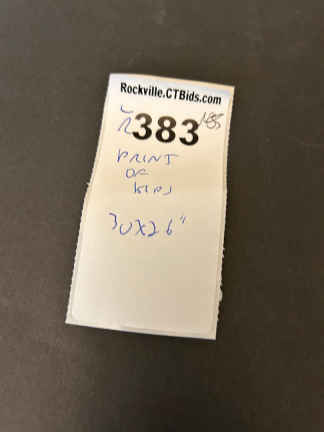 Rockville.CTBids.com
383
PRINT
OF
KIDS
30X26"